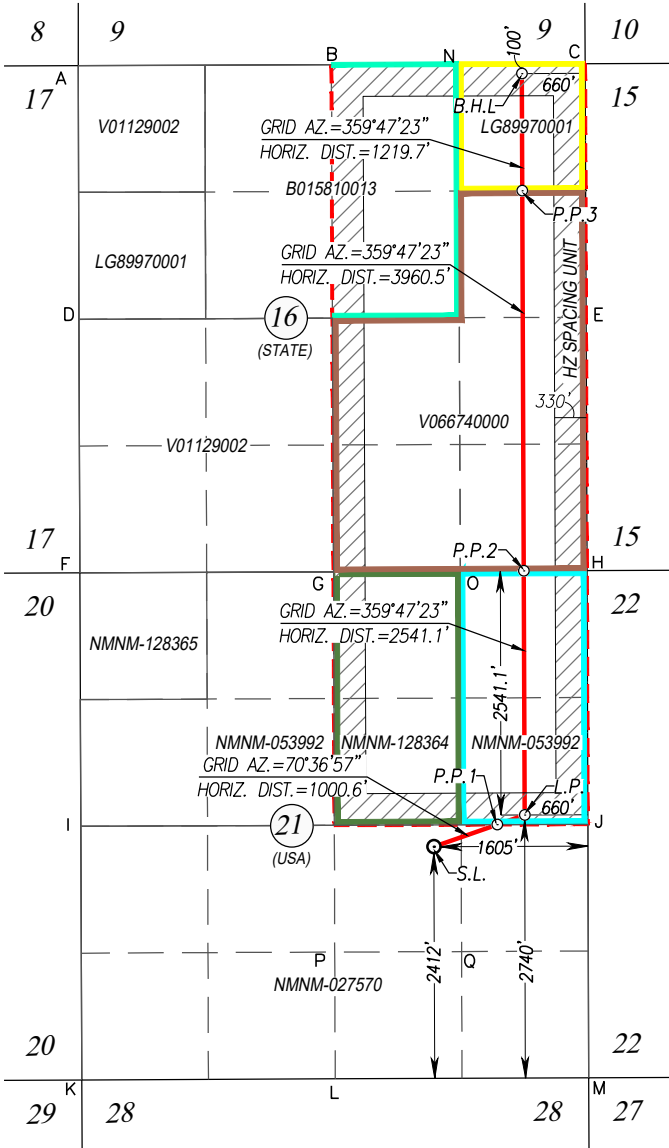 8 9 9 10
A B N C
17 15
100'
660'
B.H.L
V01129002
GRID AZ.=359°47'23"
HORIZ. DIST.=1219.7'
LG89970001
B015810013
P.P.3
LG89970001
GRID AZ.=359°47'23"
HORIZ. DIST.=3960.5'
HZ SPACING UNIT
D 16 E
(STATE)
330'
V066740000
V01129002
17 15
F P.P.2 H
20 G O 22
GRID AZ.=359°47'23"
HORIZ. DIST.=2541.1'
2541.1'
NMNM-128365
NMNM-053992 NMNM-128364 NMNM-053992
GRID AZ.=70°36'57"
HORIZ. DIST.=1000.6'
P.P.1 L.P.
660'
I 21 J
(USA)
1605'
S.L.
2412' 2740'
P Q
NMNM-027570
20 22
K L M
29 28 28 27